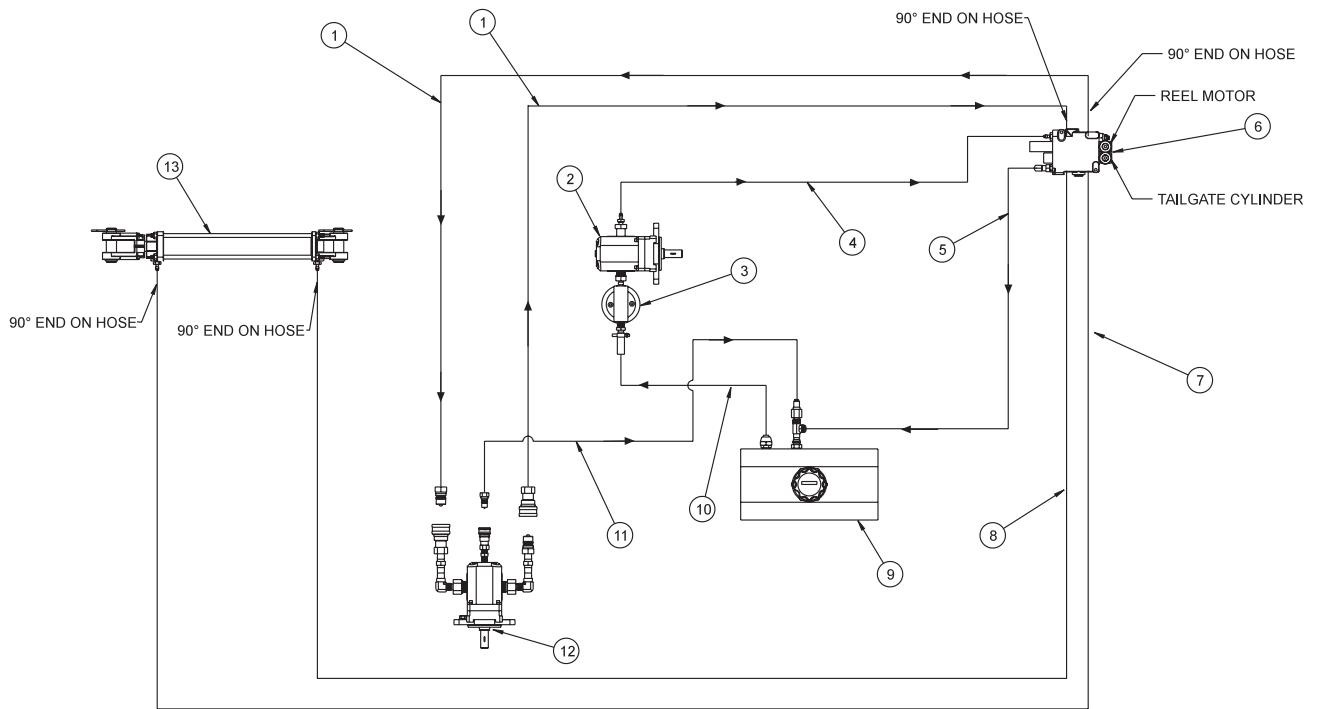 90° END ON HOSE
1
1
90° END ON HOSE
REEL MOTOR
6
13
2
TAILGATE CYLINDER
4
5
3
90° END ON HOSE
90° END ON HOSE
7
10
11
8
9
12